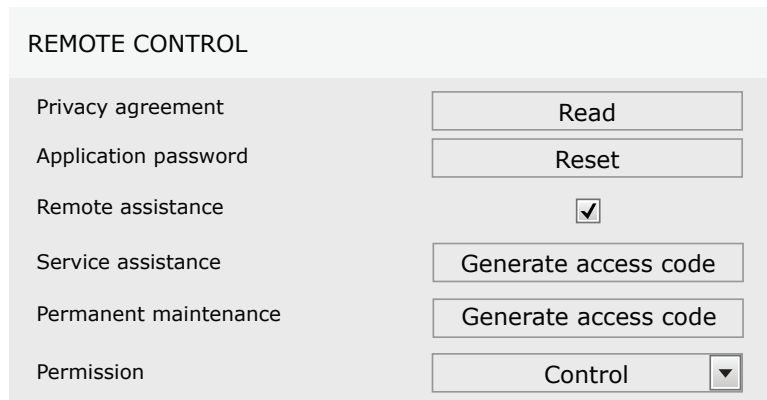 REMOTE CONTROL
Privacy agreement Read
Application password Reset
Remote assistance
Service assistance Generate access code
Permanent maintenance Generate access code
Permission Control